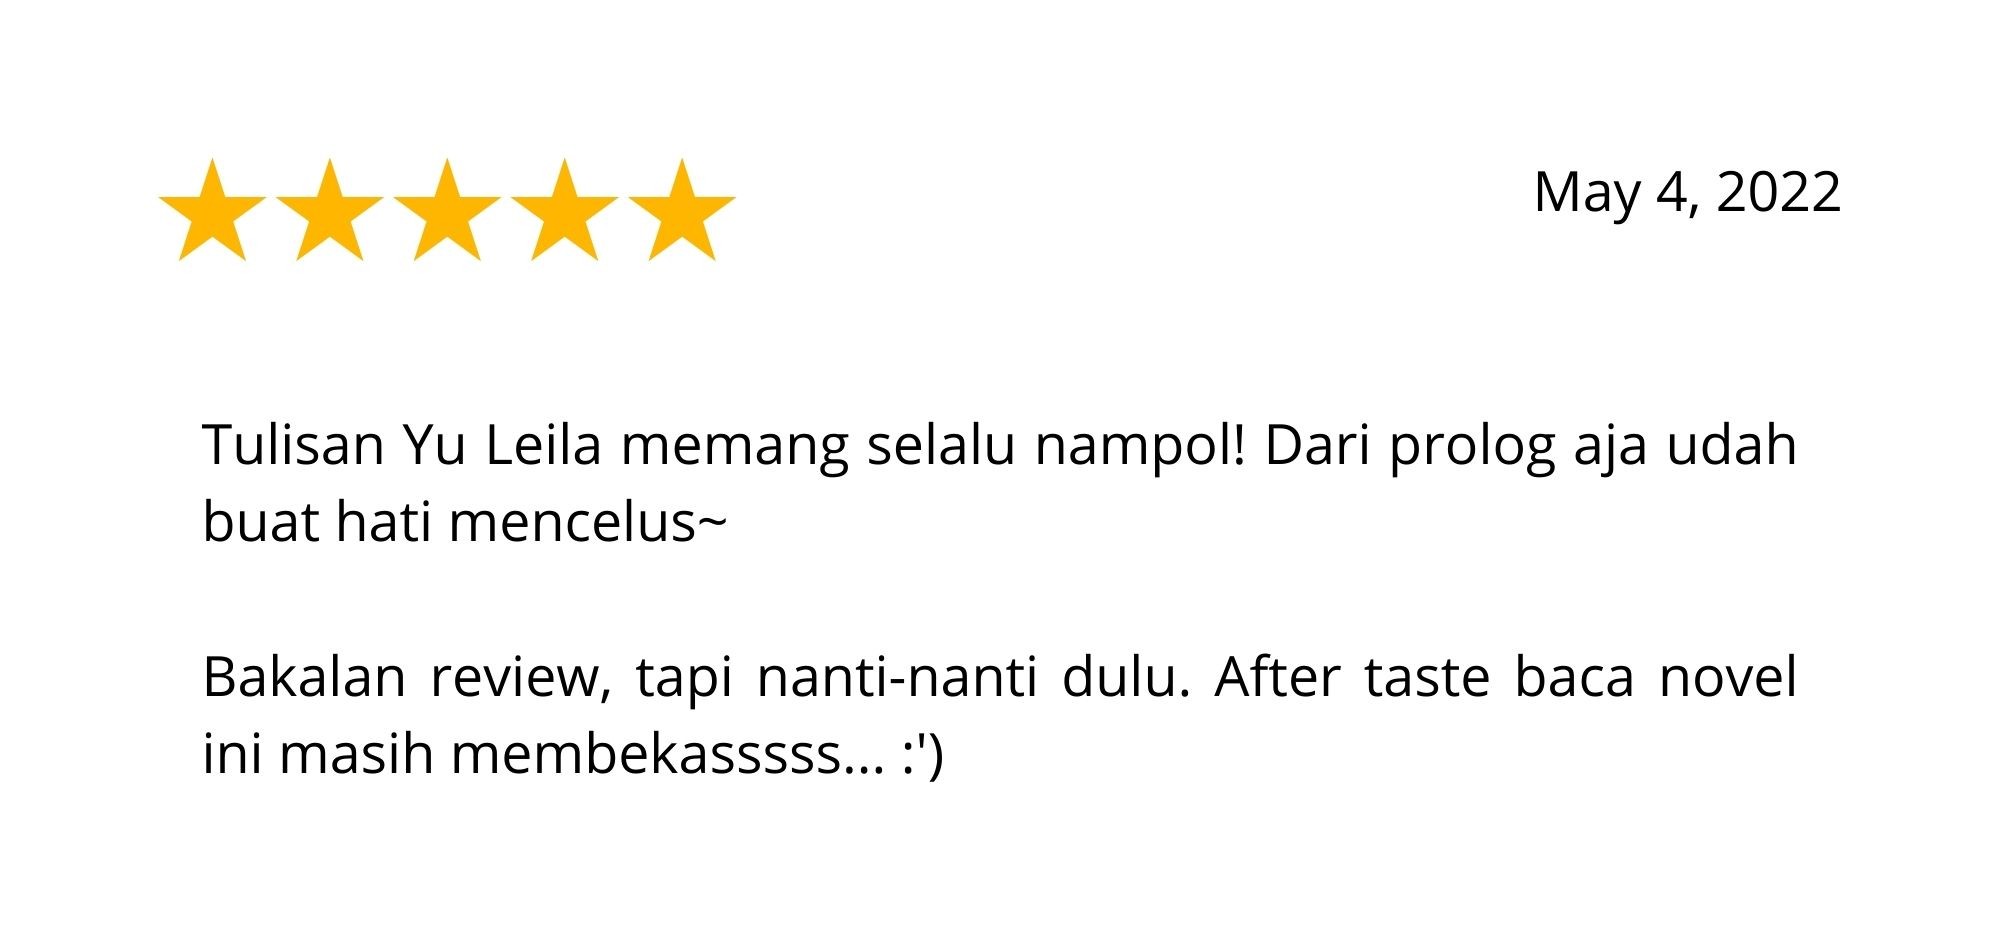 May 4, 2022
Tulisan Yu Leila memang selalu nampol! Dari prolog aja udah
buat hati mencelus~
Bakalan review, tapi nanti-nanti dulu. After taste baca novel
ini masih membekasssss... :')